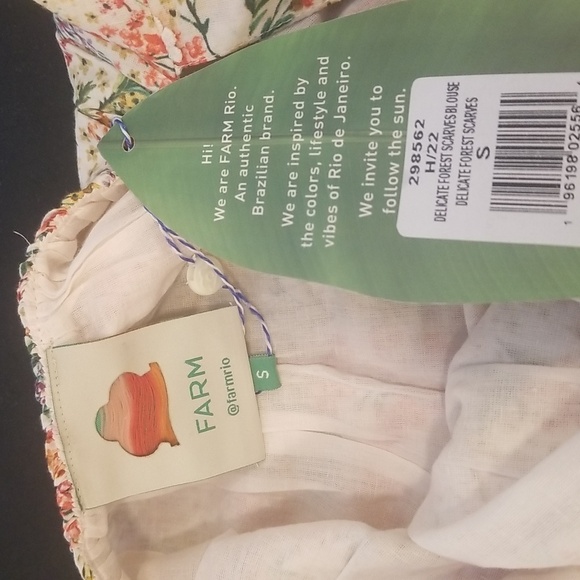 Hi!
We are FARM Rio.
An authentic
Brazilian brand.
We are inspired by
the colors, lifestyle and
vibes of Rio de Janeiro.
We invite you to
follow the sun.
298562
H/22
DELICATE FOREST SCARVES BLOUSE
DELICATE FOREST SCARVES
S
FARM
@farmrio
S